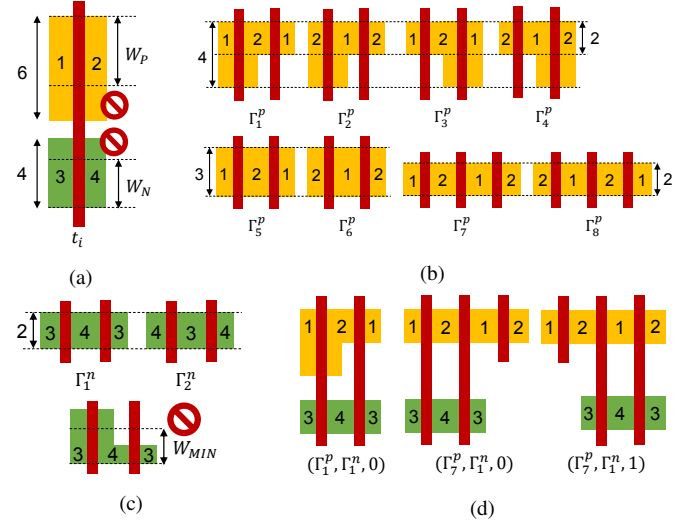 6
1
2
W_P
4
3
4
W_N
t_i
(a)
4
1 2 1
2 1 2
1 2 1
2 1 2
2
Γ_1^p
Γ_2^p
Γ_3^p
Γ_4^p
3
1 2 1
2 1 2
1 2 1 2
2 1 2 1
2
Γ_5^p
Γ_6^p
Γ_7^p
Γ_8^p
(b)
2
3 4 3
4 3 4
Γ_1^n
Γ_2^n
3 4 3
W_MIN
(c)
1 2 1
1 2 1 2
1 2 1 2
3 4 3
3 4 3
3 4 3
(Γ_1^p, Γ_1^n, 0)
(Γ_7^p, Γ_1^n, 0)
(Γ_7^p, Γ_1^n, 1)
(d)